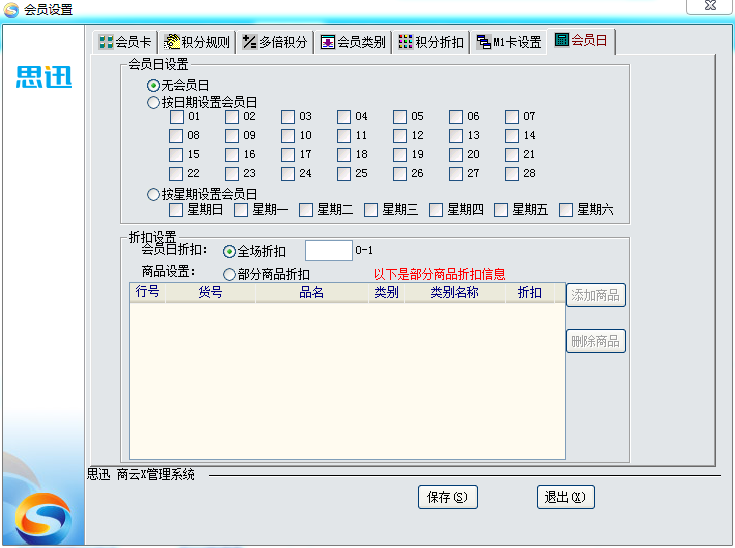 会员设置
会员卡 积分规则 多倍积分 会员类别 积分折扣 M1卡设置 会员日
思迅
会员日设置
无会员日
按日期设置会员日
01 02 03 04 05 06 07
08 09 10 11 12 13 14
15 16 17 18 19 20 21
22 23 24 25 26 27 28
按星期设置会员日
星期日 星期一 星期二 星期三 星期四 星期五 星期六
折扣设置
会员日折扣: 全场折扣 0-1
商品设置: 部分商品折扣 以下是部分商品折扣信息
行号 货号 品名 类别 类别名称 折扣
添加商品
删除商品
思迅 商云X管理系统
保存(S) 退出(X)